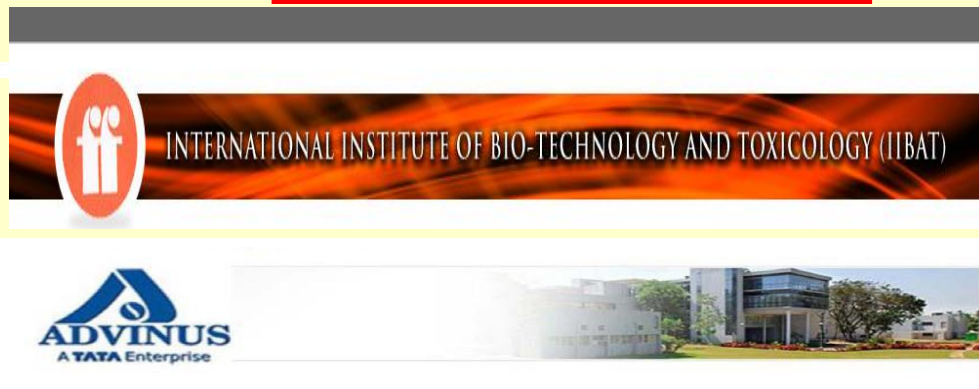 INTERNATIONAL INSTITUTE OF BIO-TECHNOLOGY AND TOXICOLOGY (IIBAT)
ADVINUS
A TATA Enterprise